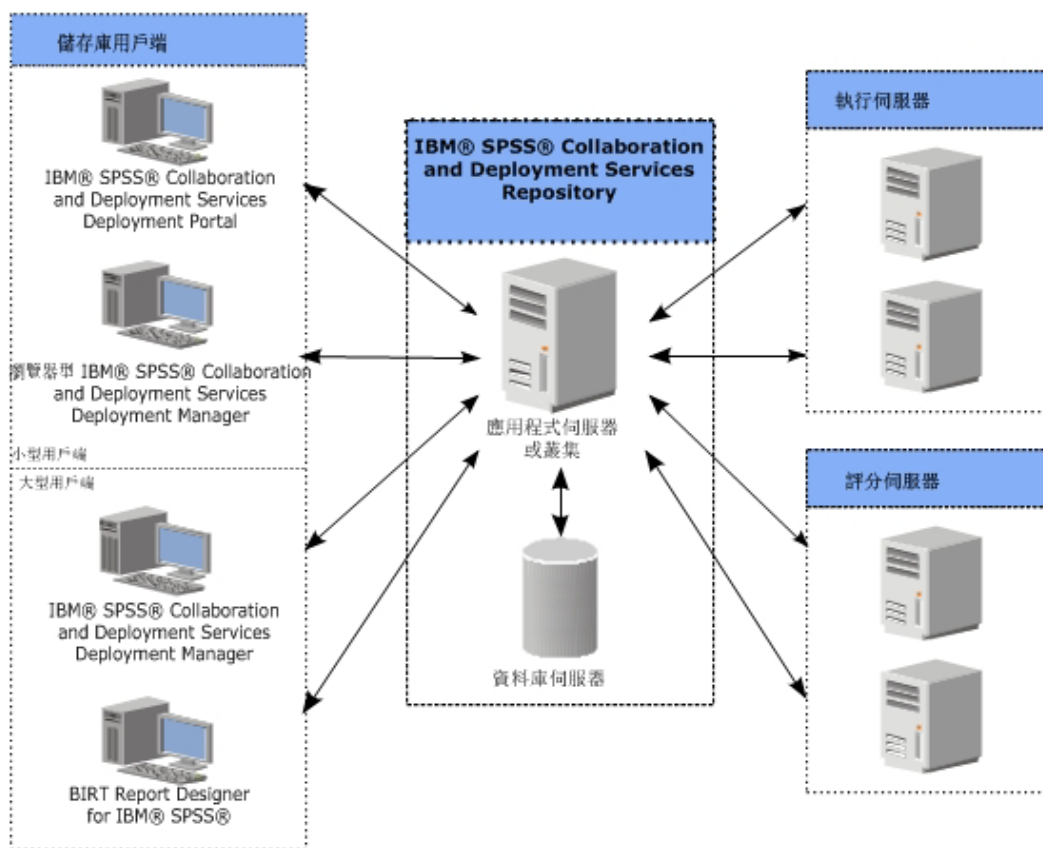 儲存庫用戶端
IBM® SPSS® Collaboration
and Deployment Services
Deployment Portal
瀏覽器型 IBM® SPSS® Collaboration
and Deployment Services
Deployment Manager
小型用戶端
大型用戶端
IBM® SPSS® Collaboration
and Deployment Services
Deployment Manager
BIRT Report Designer
for IBM® SPSS®
IBM® SPSS® Collaboration
and Deployment Services
Repository
應用程式伺服器
或叢集
資料庫伺服器
執行伺服器
評分伺服器